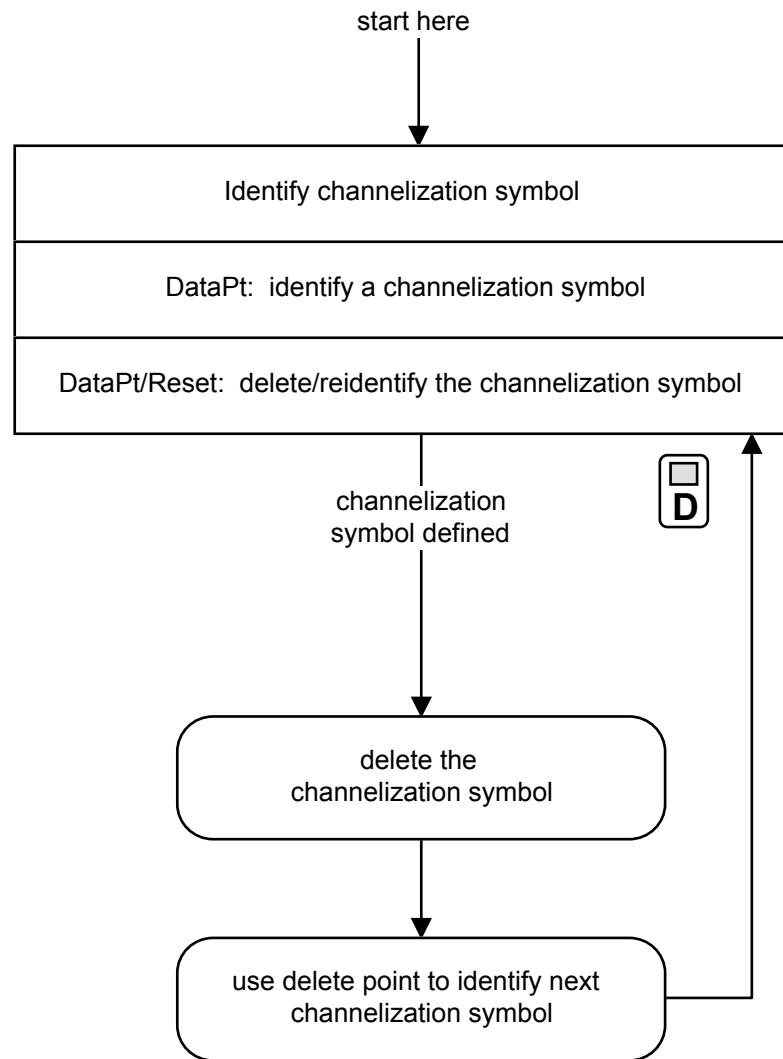 start here
Identify channelization symbol
DataPt:  identify a channelization symbol
DataPt/Reset:  delete/reidentify the channelization symbol
channelization
symbol defined
D
delete the
channelization symbol
use delete point to identify next
channelization symbol